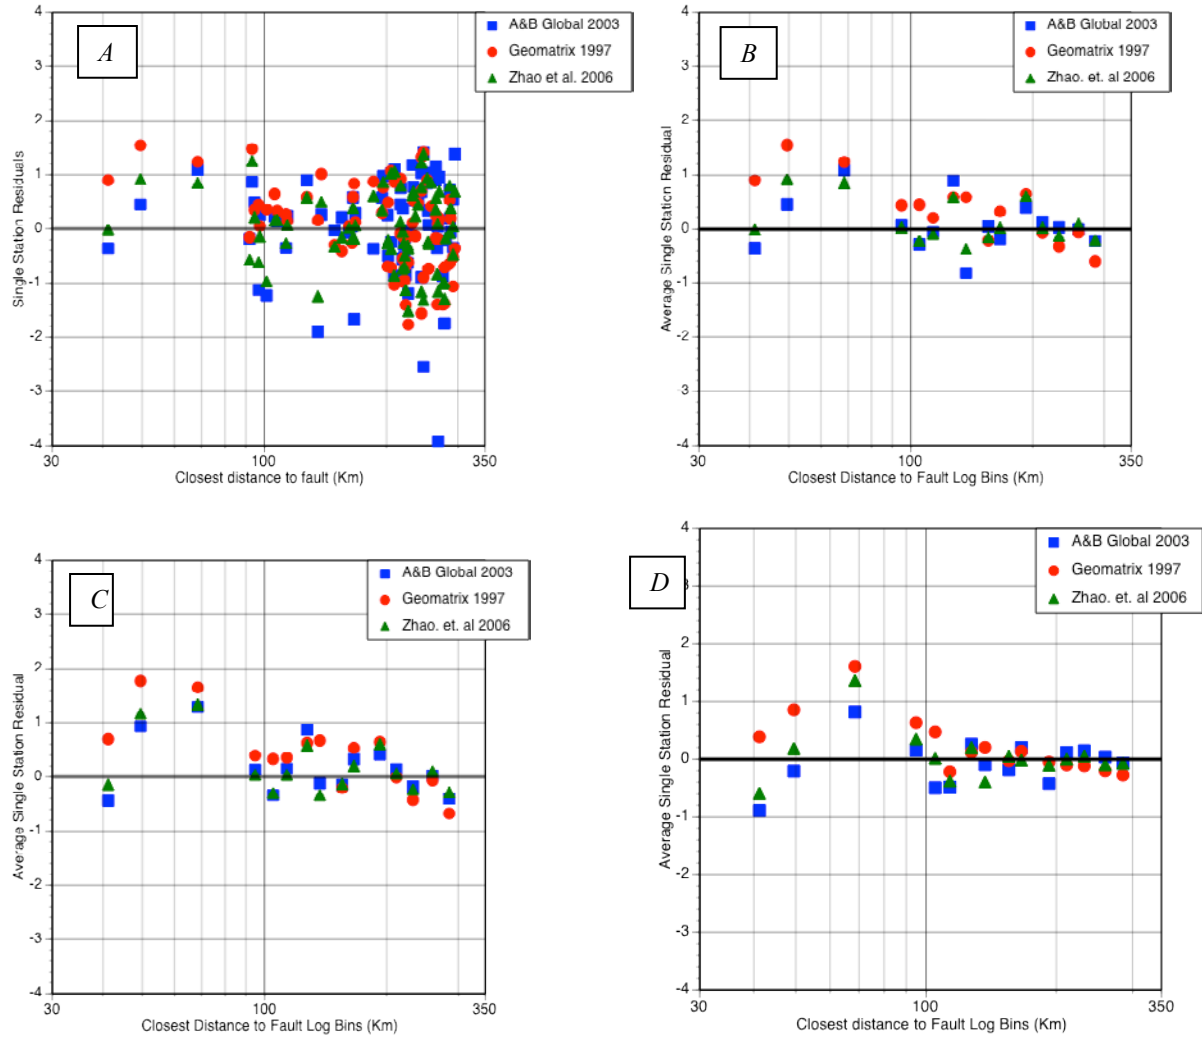 A
A&B Global 2003
Geomatrix 1997
Zhao et al. 2006
4
3
2
1
0
-1
-2
-3
-4
30
100
350
Single Station Residuals
Closest distance to fault (Km)
B
A&B Global 2003
Geomatrix 1997
Zhao. et. al 2006
4
3
2
1
0
-1
-2
-3
-4
30
100
350
Average Single Station Residual
Closest Distance to Fault Log Bins (Km)
C
A&B Global 2003
Geomatrix 1997
Zhao. et. al 2006
4
3
2
1
0
-1
-2
-3
-4
30
100
350
Average Single Station Residual
Closest Distance to Fault Log Bins (Km)
D
A&B Global 2003
Geomatrix 1997
Zhao. et. al 2006
4
3
2
1
0
-1
-2
-3
-4
30
100
350
Average Single Station Residual
Closest distance to Fault Log Bins (Km)